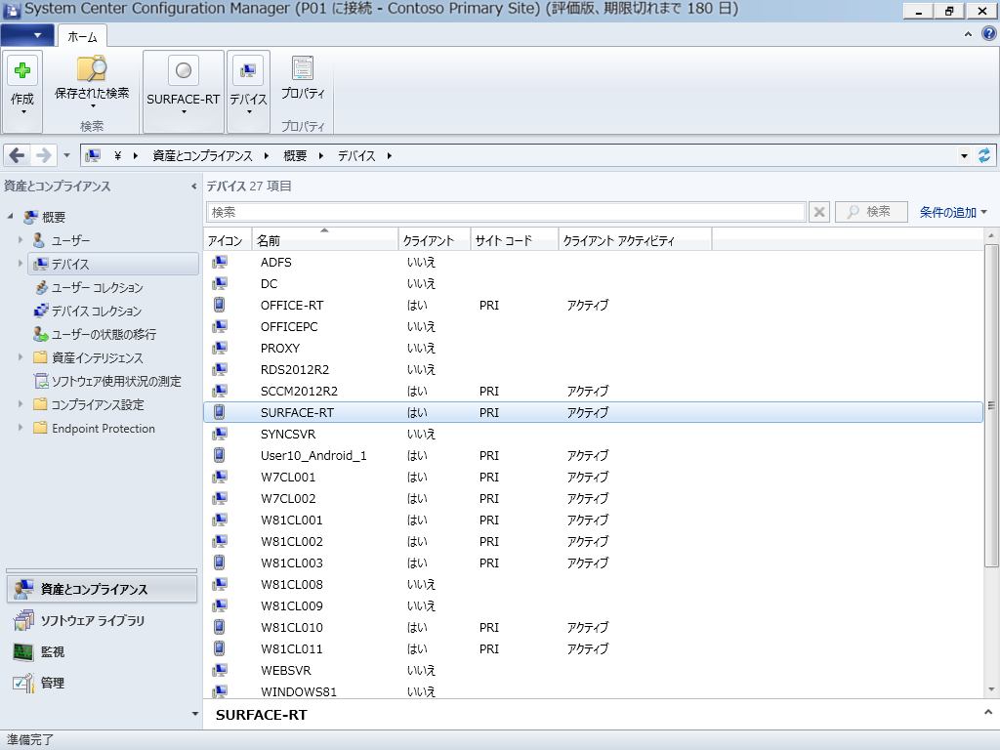 System Center Configuration Manager (P01 に接続 - Contoso Primary Site) (評価版、期限切れまで 180 日)
ホーム
作成
保存された検索
検索
SURFACE-RT
デバイス
プロパティ
プロパティ
¥ 資産とコンプライアンス 概要 デバイス
資産とコンプライアンス
概要
ユーザー
デバイス
ユーザー コレクション
デバイス コレクション
ユーザーの状態の移行
資産インテリジェンス
ソフトウェア使用状況の測定
コンプライアンス設定
Endpoint Protection
資産とコンプライアンス
ソフトウェア ライブラリ
監視
管理
デバイス 27 項目
検索 検索 条件の追加
アイコン 名前 クライアント サイト コード クライアント アクティビティ
ADFS いいえ
DC いいえ
OFFICE-RT はい PRI アクティブ
OFFICEPC いいえ
PROXY いいえ
RDS2012R2 いいえ
SCCM2012R2 はい PRI アクティブ
SURFACE-RT はい PRI アクティブ
SYNCSVR いいえ
User10_Android_1 はい PRI アクティブ
W7CL001 はい PRI アクティブ
W7CL002 はい PRI アクティブ
W81CL001 はい PRI アクティブ
W81CL002 はい PRI アクティブ
W81CL003 はい PRI アクティブ
W81CL008 いいえ
W81CL009 いいえ
W81CL010 はい PRI アクティブ
W81CL011 はい PRI アクティブ
WEBSVR いいえ
WINDOWS81 いいえ
SURFACE-RT
準備完了